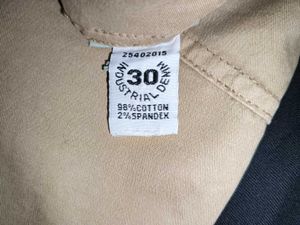 25402015
INDUSTRIAL DENIM
30
98%COTTON
2%SPANDEX